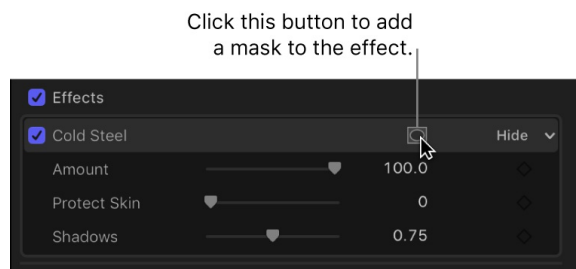 Click this button to add
a mask to the effect.
Effects
Cold Steel Hide
Amount 100.0
Protect Skin 0
Shadows 0.75